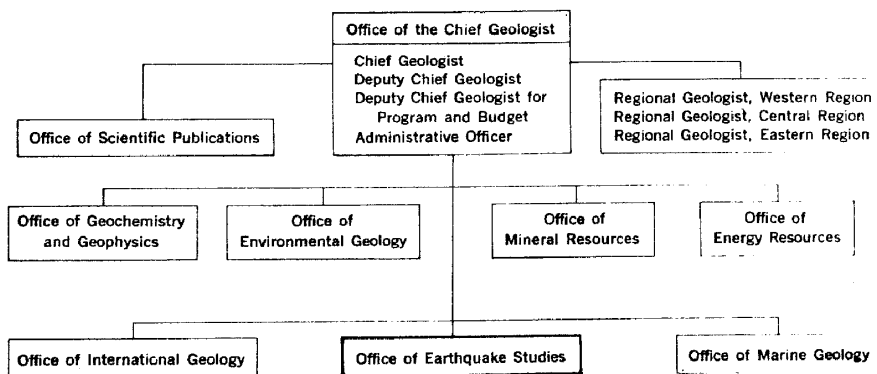 Office of the Chief Geologist
Chief Geologist
Deputy Chief Geologist
Deputy Chief Geologist for
Program and Budget
Administrative Officer
Office of Scientific Publications
Regional Geologist, Western Region
Regional Geologist, Central Region
Regional Geologist, Eastern Region
Office of Geochemistry
and Geophysics
Office of
Environmental Geology
Office of
Mineral Resources
Office of
Energy Resources
Office of International Geology
Office of Earthquake Studies
Office of Marine Geology